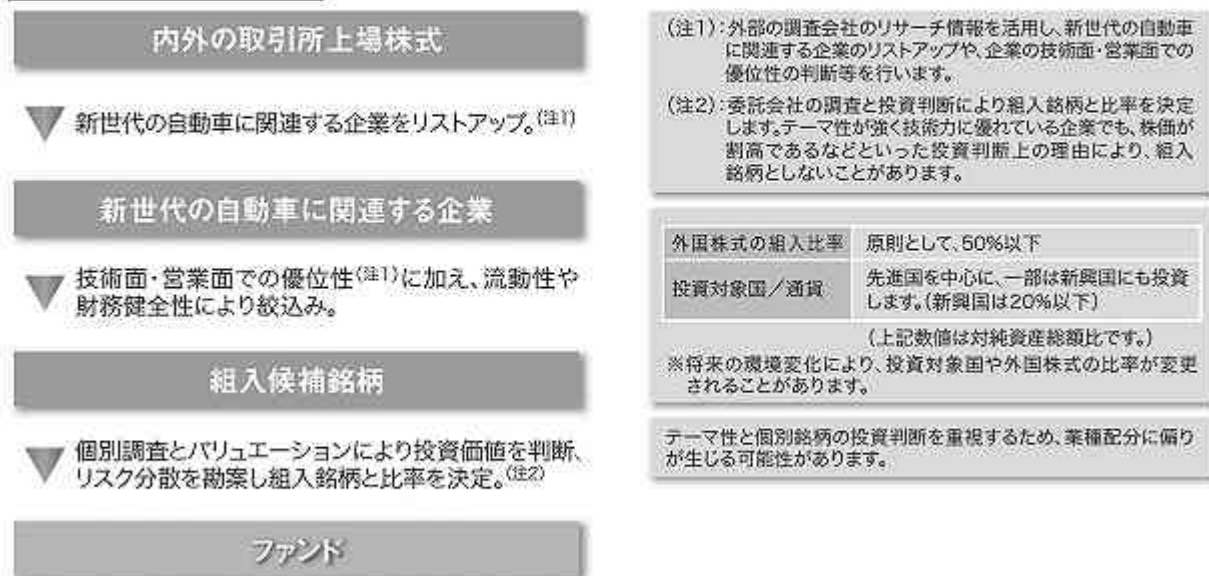 内外の取引所上場株式
新世代の自動車に関連する企業をリストアップ。(注1)
新世代の自動車に関連する企業
技術面・営業面での優位性(注1)に加え、流動性や
財務健全性により絞込み。
組入候補銘柄
個別調査とバリュエーションにより投資価値を判断、
リスク分散を勘案し組入銘柄と比率を決定。(注2)
ファンド
(注1):外部の調査会社のリサーチ情報を活用し、新世代の自動車
に関連する企業のリストアップや、企業の技術面・営業面での
優位性の判断等を行います。
(注2):委託会社の調査と投資判断により組入銘柄と比率を決定
します。テーマ性が強く技術力に優れている企業でも、株価が
割高であるなどといった投資判断上の理由により、組入
銘柄としないことがあります。
外国株式の組入比率 原則として、50%以下
投資対象国/通貨 先進国を中心に、一部は新興国にも投資
します。(新興国は20%以下)
(上記数値は対純資産総額比です。)
※将来の環境変化により、投資対象国や外国株式の比率が変更
されることがあります。
テーマ性と個別銘柄の投資判断を重視するため、業種配分に偏り
が生じる可能性があります。